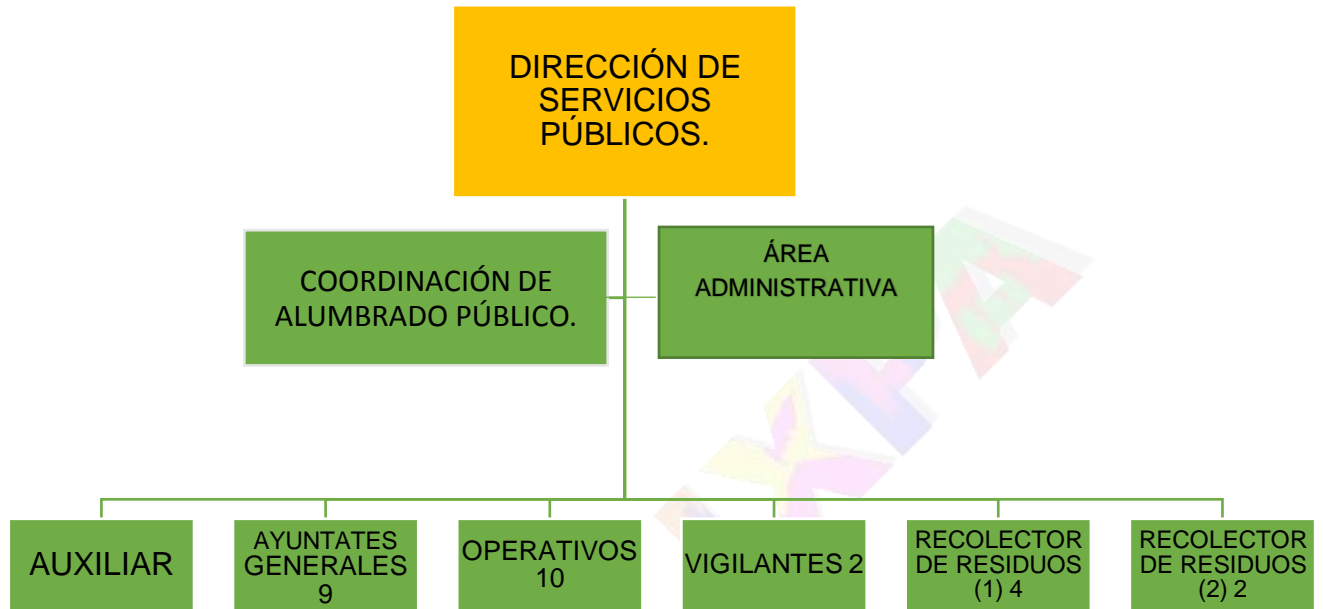 DIRECCIÓN DE
SERVICIOS
PÚBLICOS.
COORDINACIÓN DE
ALUMBRADO PÚBLICO.
ÁREA
ADMINISTRATIVA
AUXILIAR
AYUNTATES
GENERALES
9
OPERATIVOS
10
VIGILANTES 2
RECOLECTOR
DE RESIDUOS
(1) 4
RECOLECTOR
DE RESIDUOS
(2) 2